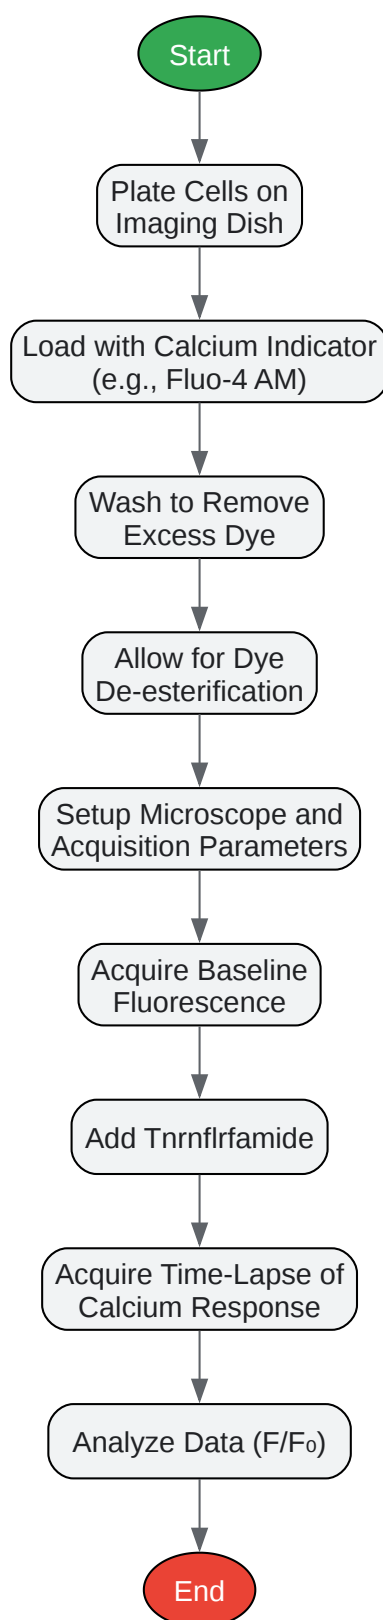 Start
Plate Cells on
Imaging Dish
Load with Calcium Indicator
(e.g., Fluo-4 AM)
Wash to Remove
Excess Dye
Allow for Dye
De-esterification
Setup Microscope and
Acquisition Parameters
Acquire Baseline
Fluorescence
Add Tnrnflrfamide
Acquire Time-Lapse of
Calcium Response
Analyze Data (F/F₀)
End